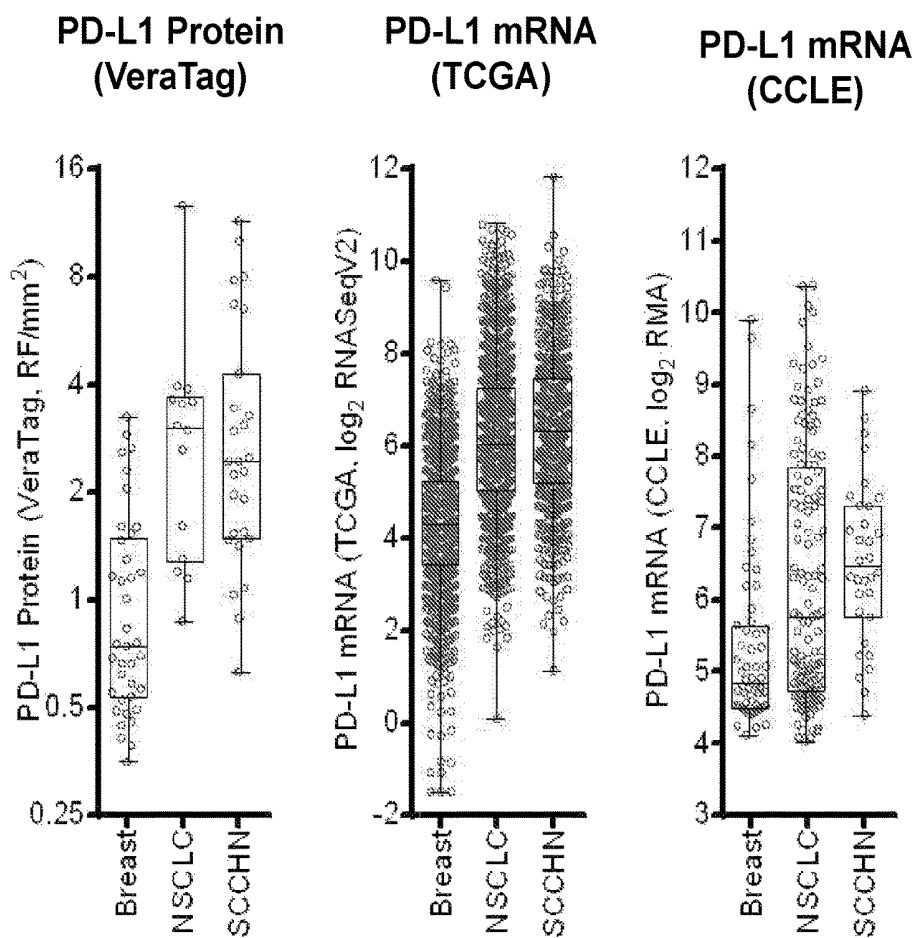 PD-L1 Protein
(VeraTag)
PD-L1 mRNA
(TCGA)
PD-L1 mRNA
(CCLE)
PD-L1 Protein (VeraTag, RF/mm²)
16
8
4
2
1
0.5
0.25
Breast
NSCLC
SCCHN
PD-L1 mRNA (TCGA, log₂ RNASeqV2)
12
10
8
6
4
2
0
-2
Breast
NSCLC
SCCHN
PD-L1 mRNA (CCLE, log₂ RMA)
12
11
10
9
8
7
6
5
4
3
Breast
NSCLC
SCCHN